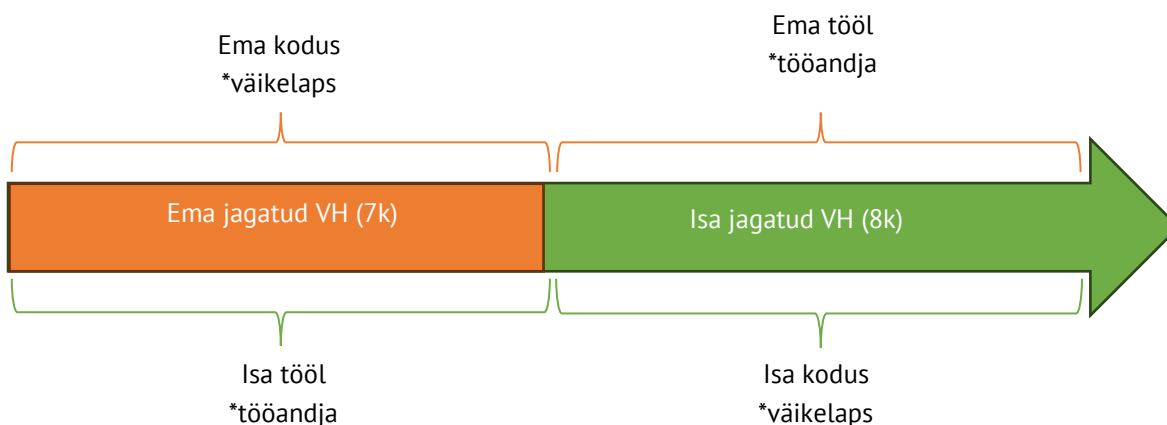 Ema kodus
*väikelaps
Ema tööl
*tööandja
Ema jagatud VH (7k)
Isa jagatud VH (8k)
Isa tööl
*tööandja
Isa kodus
*väikelaps